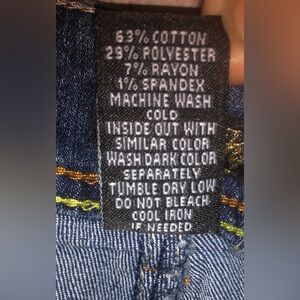 63% COTTON
29% POLYESTER
7% RAYON
1% SPANDEX
MACHINE WASH
COLD
INSIDE OUT WITH
SIMILAR COLOR
WASH DARK COLOR
SEPARATELY
TUMBLE DRY LOW
DO NOT BLEACH
COOL IRON
IF NEEDED